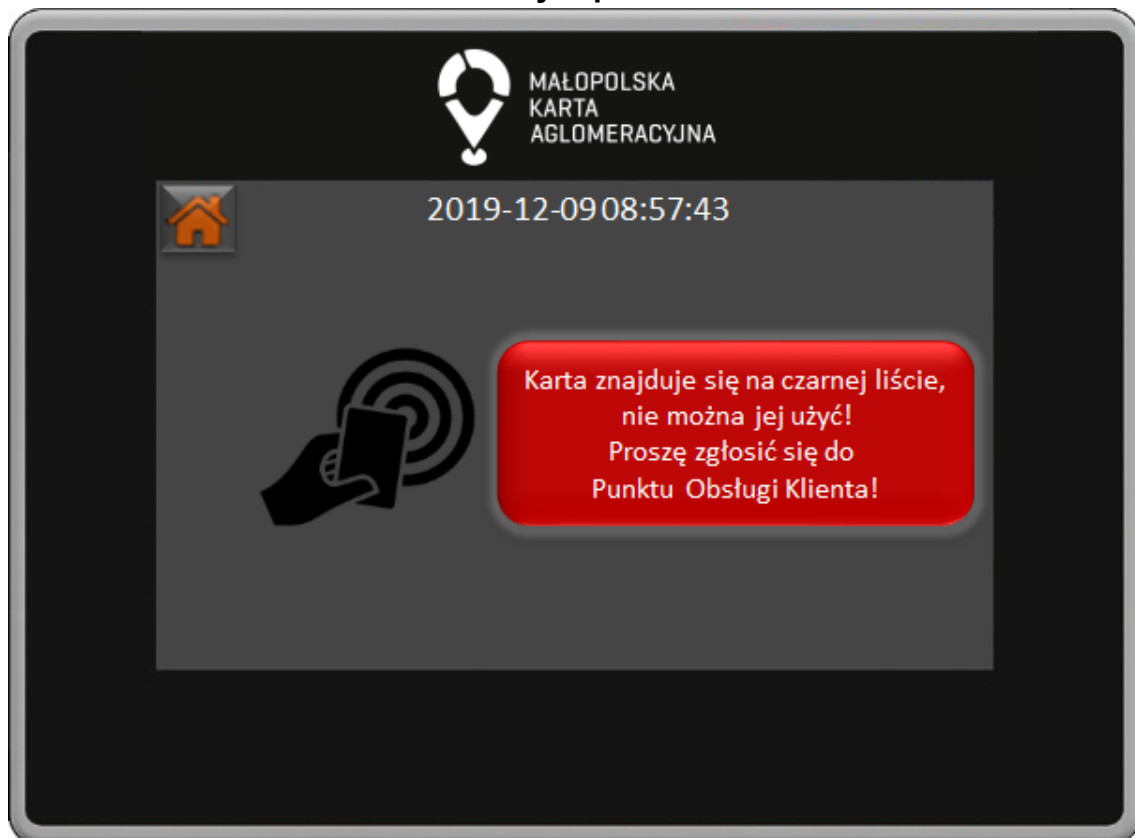 MAŁOPOLSKA
KARTA
AGLOMERACYJNA
2019-12-09 08:57:43
Karta znajduje się na czarnej liście,
nie można jej użyć!
Proszę zgłosić się do
Punktu Obsługi Klienta!